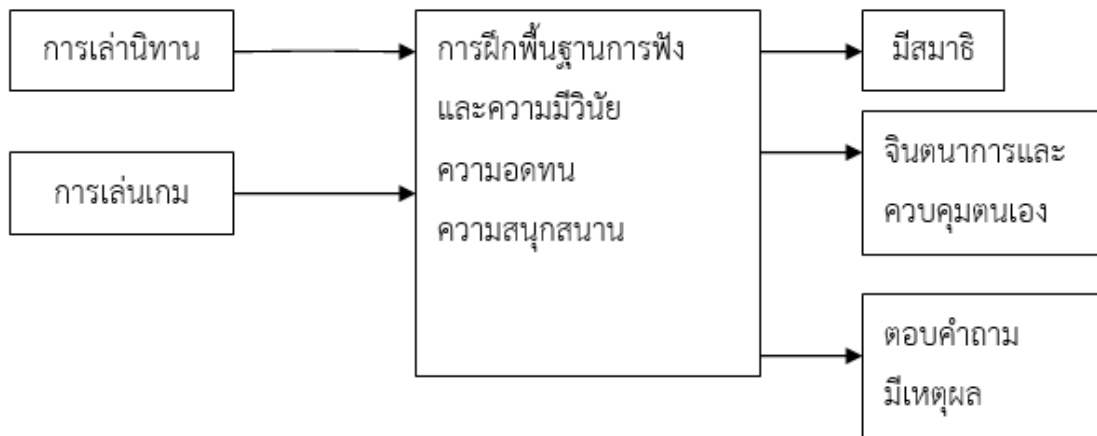 การเล่านิทาน
การเล่นเกม
การฝึกพื้นฐานการฟัง
และความมีวินัย
ความอดทน
ความสนุกสนาน
มีสมาธิ
จินตนาการและ
ควบคุมตนเอง
ตอบคำถาม
มีเหตุผล